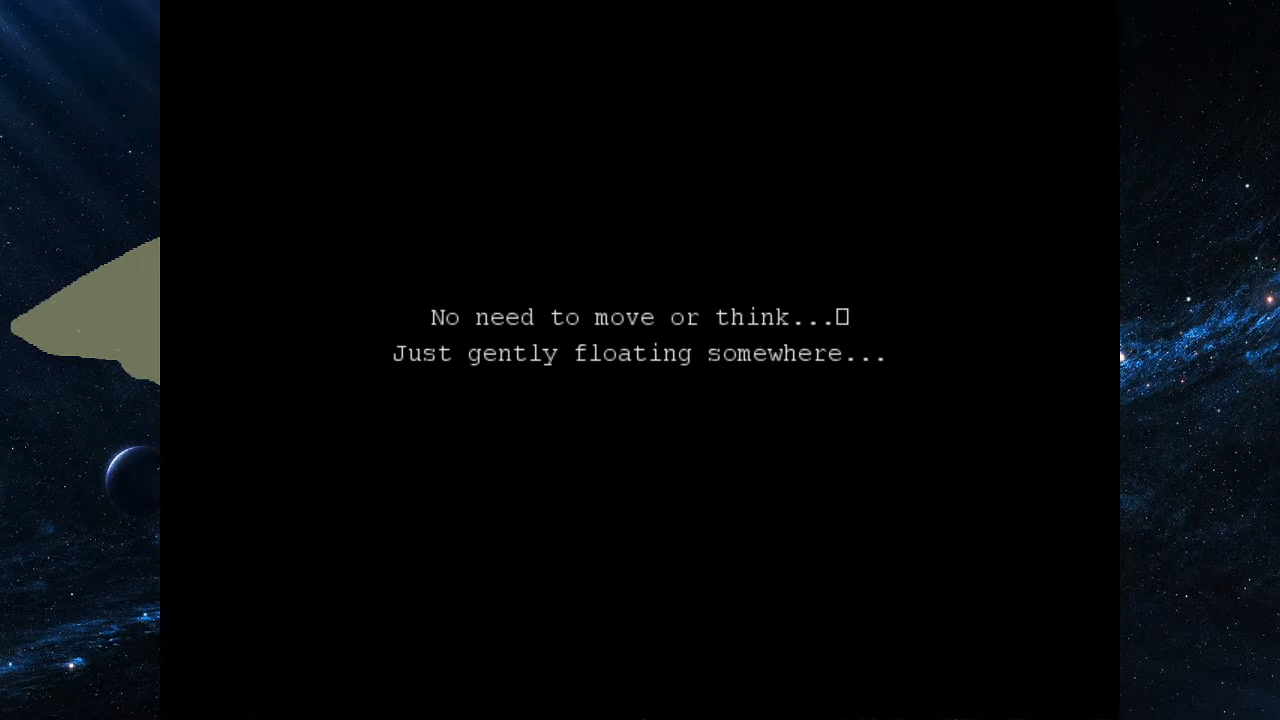 No need to move or think...▯
Just gently floating somewhere...